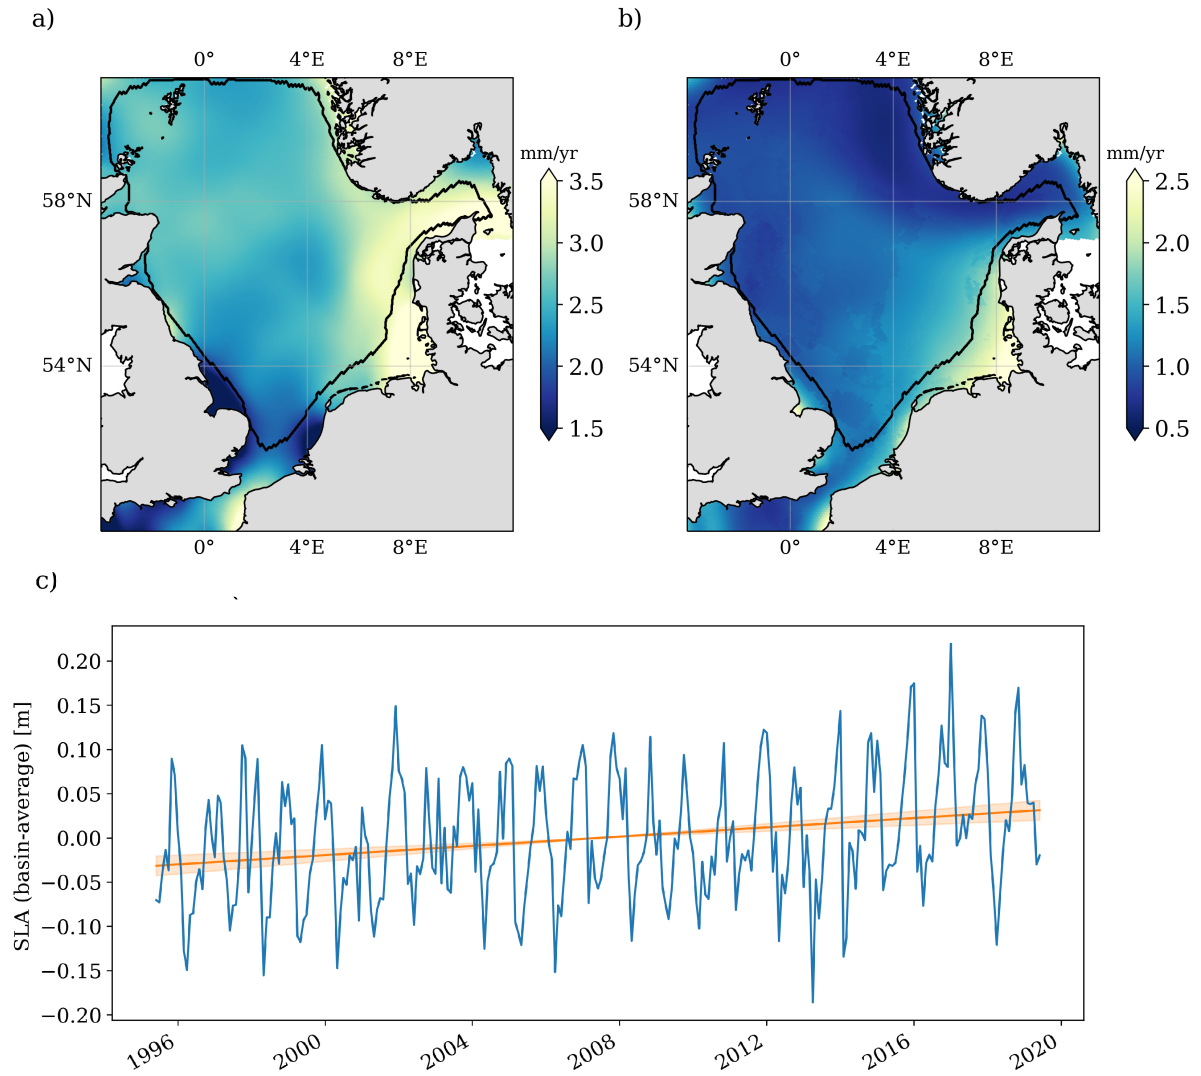 a)
b)
0° 4°E 8°E
0° 4°E 8°E
mm/yr
mm/yr
58°N
54°N
3.5
3.0
2.5
2.0
1.5
58°N
54°N
2.5
2.0
1.5
1.0
0.5
0° 4°E 8°E
0° 4°E 8°E
c)
SLA (basin-average) [m]
0.20
0.15
0.10
0.05
0.00
−0.05
−0.10
−0.15
−0.20
1996 2000 2004 2008 2012 2016 2020